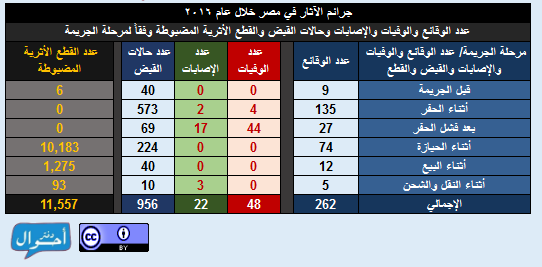 جرائم الآثار في مصر خلال عام ٢٠١٦
عدد الوقائع والوفيات والإصابات وحالات القبض والقطع الأثرية المضبوطة وفقاً لمرحلة الجريمة
مرحلة الجريمة/ عدد الوقائع والوفيات والإصابات والقبض والقطع عدد الوقائع عدد الوفيات عدد الإصابات عدد حالات القبض عدد القطع الأثرية المضبوطة
قبل الجريمة 9 0 0 40 6
أثناء الحفر 135 4 2 573 0
بعد فشل الحفر 27 44 17 69 0
أثناء الحيازة 74 0 0 224 10,183
أثناء البيع 12 0 0 40 1,275
أثناء النقل والشحن 5 0 3 10 93
الإجمالي 262 48 22 956 11,557
دفتر أحوال
cc
BY